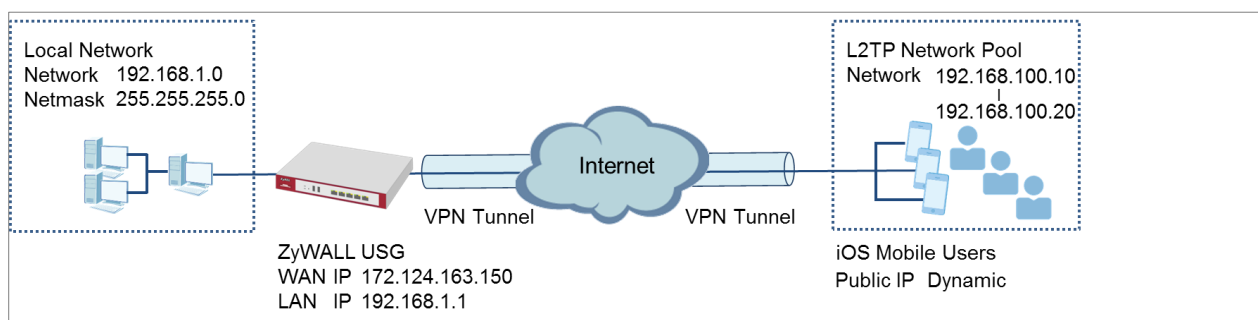 Local Network
Network 192.168.1.0
Netmask 255.255.255.0
L2TP Network Pool
Network 192.168.100.10
|
192.168.100.20
Internet
VPN Tunnel
VPN Tunnel
ZyWALL USG
WAN IP 172.124.163.150
LAN IP 192.168.1.1
iOS Mobile Users
Public IP Dynamic